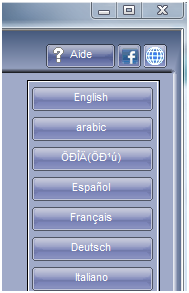 ? Aide f
English
arabic
ÖÐÎÄ(ÖÐ¹ú)
Español
Français
Deutsch
Italiano